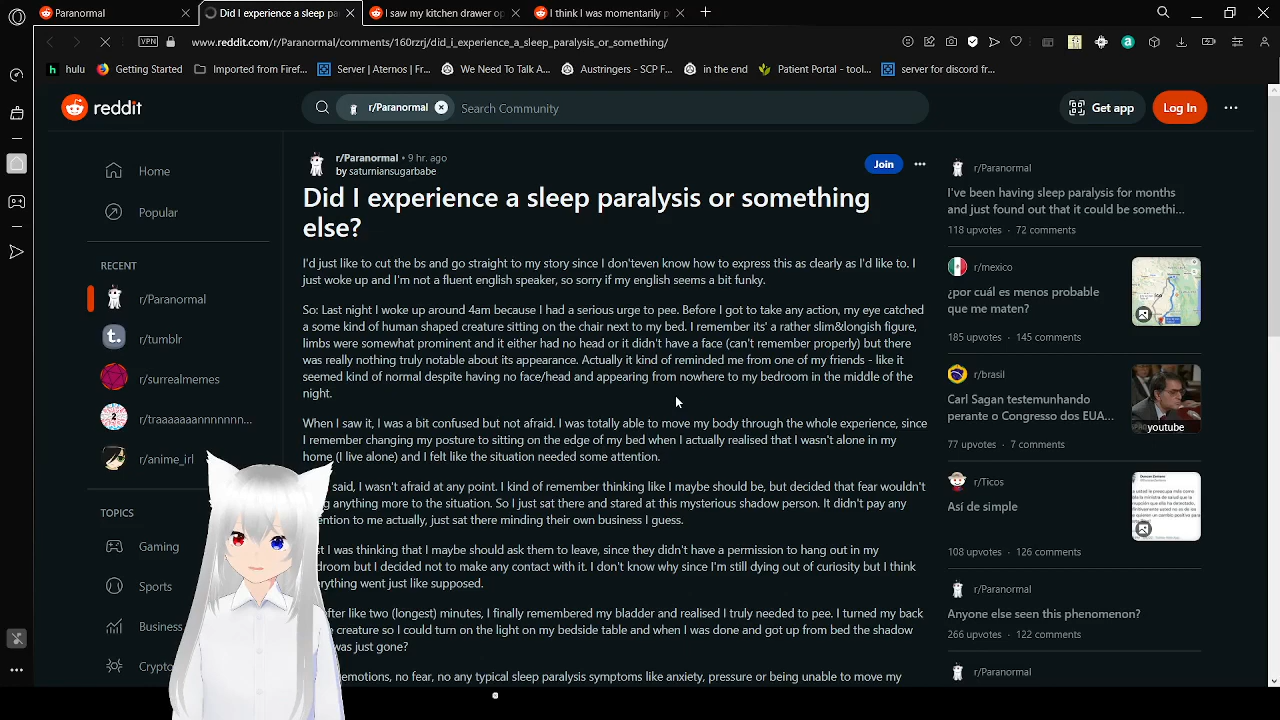 Paranormal
Did I experience a sleep pa
I saw my kitchen drawer op
I think I was momentarily p
VPN
www.reddit.com/r/Paranormal/comments/160rzrj/did_i_experience_a_sleep_paralysis_or_something/
hulu
Getting Started
Imported from Firef...
Server | Aternos | Fr...
We Need To Talk A...
Austringers - SCP F...
in the end
Patient Portal - tool...
server for discord fr...
reddit
r/Paranormal
Search Community
Get app
Log In
Home
Popular
RECENT
r/Paranormal
r/tumblr
r/surrealmemes
r/traaaaaaannnnnnn...
r/anime_irl
TOPICS
Gaming
Sports
Business
Crypto
r/Paranormal • 9 hr. ago
by saturniansugarbabe
Join
Did I experience a sleep paralysis or something
else?
I'd just like to cut the bs and go straight to my story since I don'teven know how to express this as clearly as I'd like to. I
just woke up and I'm not a fluent english speaker, so sorry if my english seems a bit funky.
So: Last night I woke up around 4am because I had a serious urge to pee. Before I got to take any action, my eye catched
a some kind of human shaped creature sitting on the chair next to my bed. I remember its' a rather slim&longish figure,
limbs were somewhat prominent and it either had no head or it didn't have a face (can't remember properly) but there
was really nothing truly notable about its appearance. Actually it kind of reminded me from one of my friends - like it
seemed kind of normal despite having no face/head and appearing from nowhere to my bedroom in the middle of the
night.
When I saw it, I was a bit confused but not afraid. I was totally able to move my body through the whole experience, since
I remember changing my posture to sitting on the edge of my bed when I actually realised that I wasn't alone in my
home (I live alone) and I felt like the situation needed some attention.
said, I wasn't afraid at any point. I kind of remember thinking like I maybe should be, but decided that fear couldn't
anything more to that. So I just sat there and stared at this mysterious shadow person. It didn't pay any
attention to me actually, just sat there minding their own business I guess.
I was thinking that I maybe should ask them to leave, since they didn't have a permission to hang out in my
bedroom but I decided not to make any contact with it. I don't know why since I'm still dying out of curiosity but I think
everything went just like supposed.
after like two (longest) minutes, I finally remembered my bladder and realised I truly needed to pee. I turned my back
creature so I could turn on the light on my bedside table and when I was done and got up from bed the shadow
was just gone?
emotions, no fear, no any typical sleep paralysis symptoms like anxiety, pressure or being unable to move my
r/Paranormal
I've been having sleep paralysis for months
and just found out that it could be somethi...
118 upvotes • 72 comments
r/mexico
¿por cuál es menos probable
que me maten?
185 upvotes • 145 comments
r/brasil
Carl Sagan testemunhando
perante o Congresso dos EUA...
77 upvotes • 7 comments
youtube
r/Ticos
Así de simple
108 upvotes • 126 comments
r/Paranormal
Anyone else seen this phenomenon?
266 upvotes • 122 comments
r/Paranormal